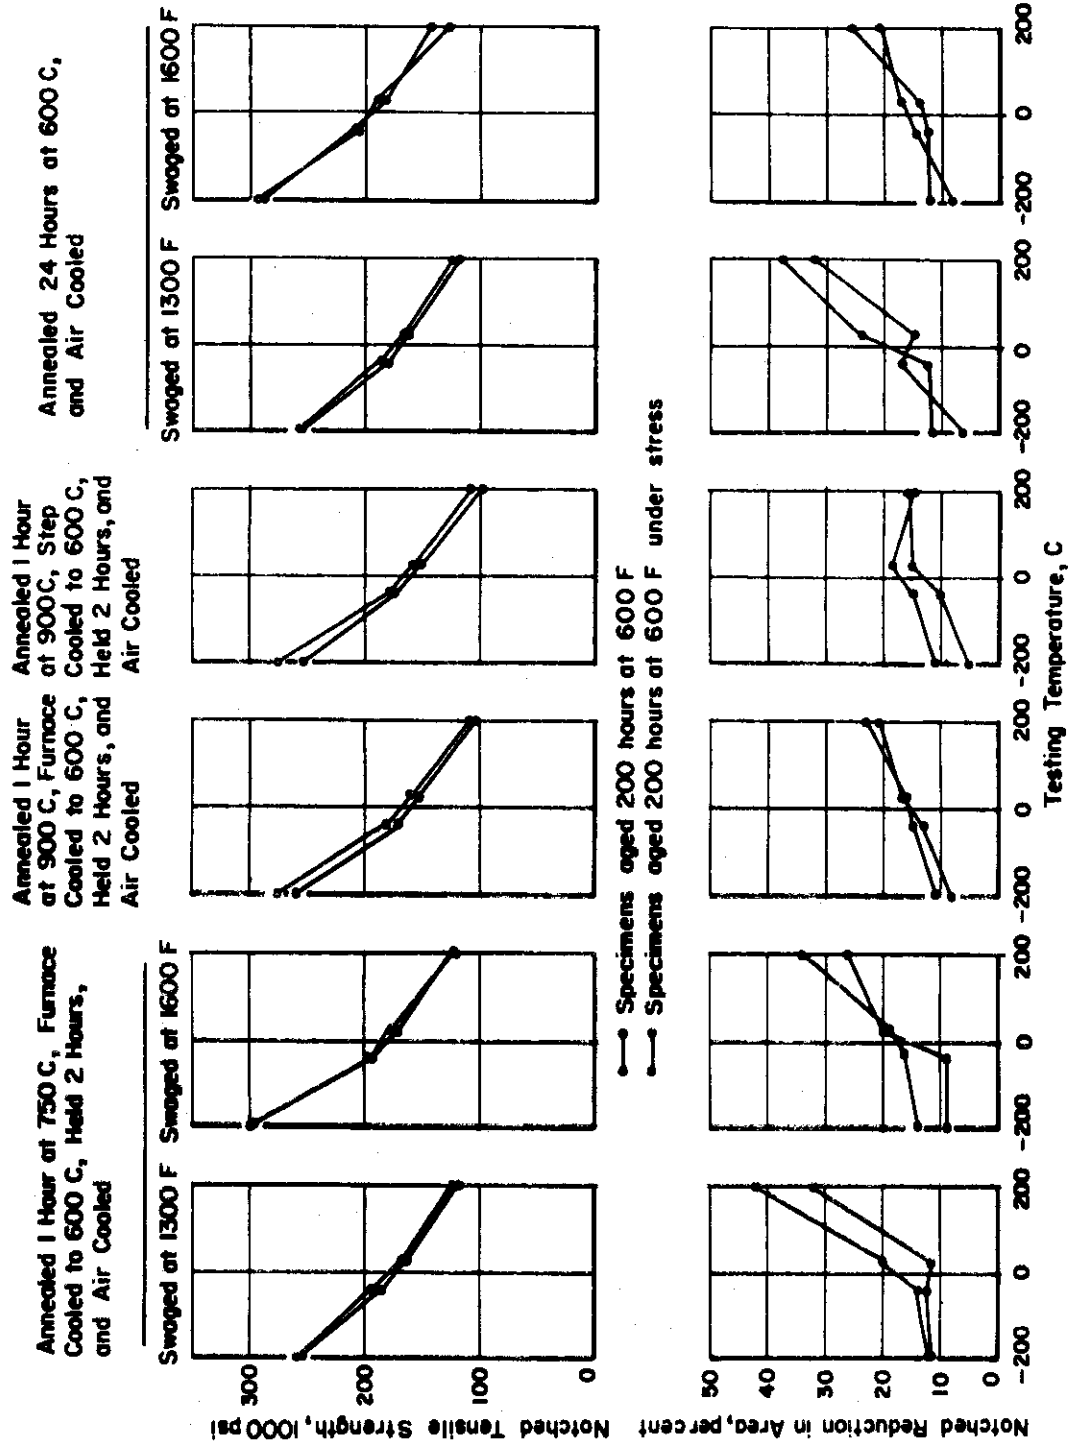 Annealed 1 Hour at 750 C, Furnace
Cooled to 600 C, Held 2 Hours,
and Air Cooled
Annealed 1 Hour
at 900 C, Furnace
Cooled to 600 C,
Held 2 Hours, and
Air Cooled
Annealed 1 Hour
at 900C, Step
Cooled to 600 C,
Held 2 Hours, and
Air Cooled
Annealed 24 Hours at 600 C,
and Air Cooled
Swaged at 1300 F
Swaged at 1600 F
Swaged at 1300 F
Swaged at 1600 F
Notched Tensile Strength, 1000 psi
300
200
100
0
Specimens aged 200 hours at 600 F
Specimens aged 200 hours at 600 F under stress
Notched Reduction in Area, percent
50
40
30
20
10
0
-200 0 200
-200 0 200
-200 0 200
-200 0 200
-200 0 200
-200 0 200
Testing Temperature, C